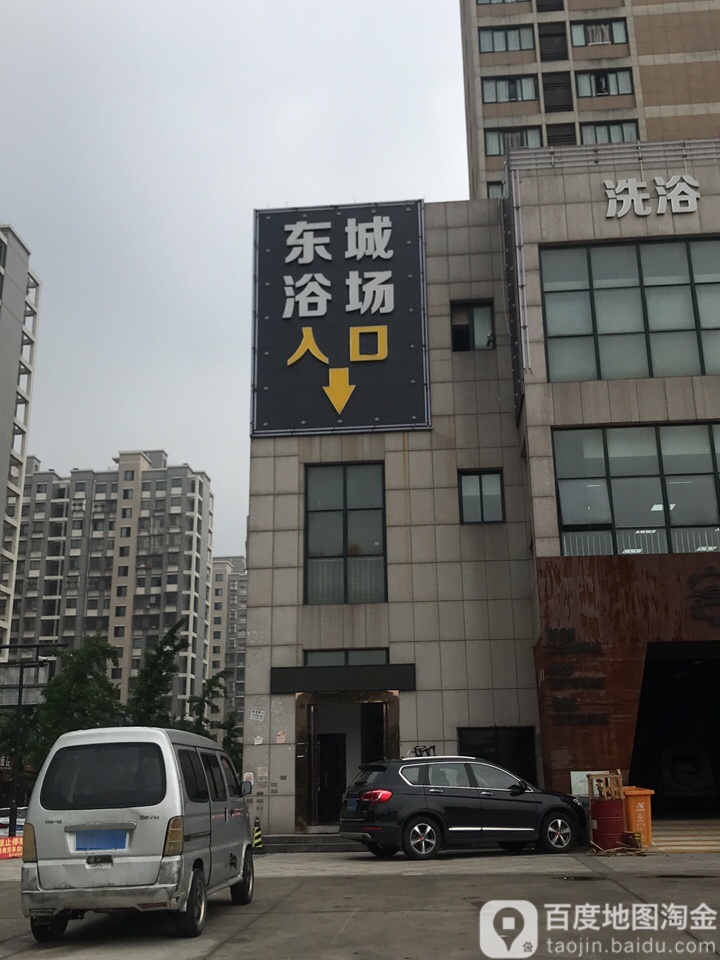 东城
浴场
入口
洗浴
百度地图淘金
taojin.baidu.com